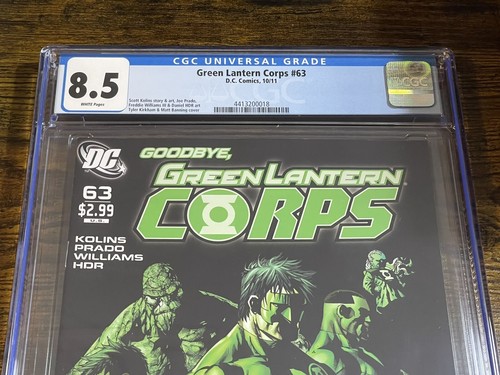 CGC UNIVERSAL GRADE
8.5
WHITE Pages
Green Lantern Corps #63
D.C. Comics, 10/11
Scott Kolins story & art, Joe Prado,
Freddie Williams III & Daniel HDR art
Tyler Kirkham & Matt Banning cover
4413200018
CGC
DC
GOODBYE,
GREEN LANTERN
CORPS
63
$2.99
KOLINS
PRADO
WILLIAMS
HDR